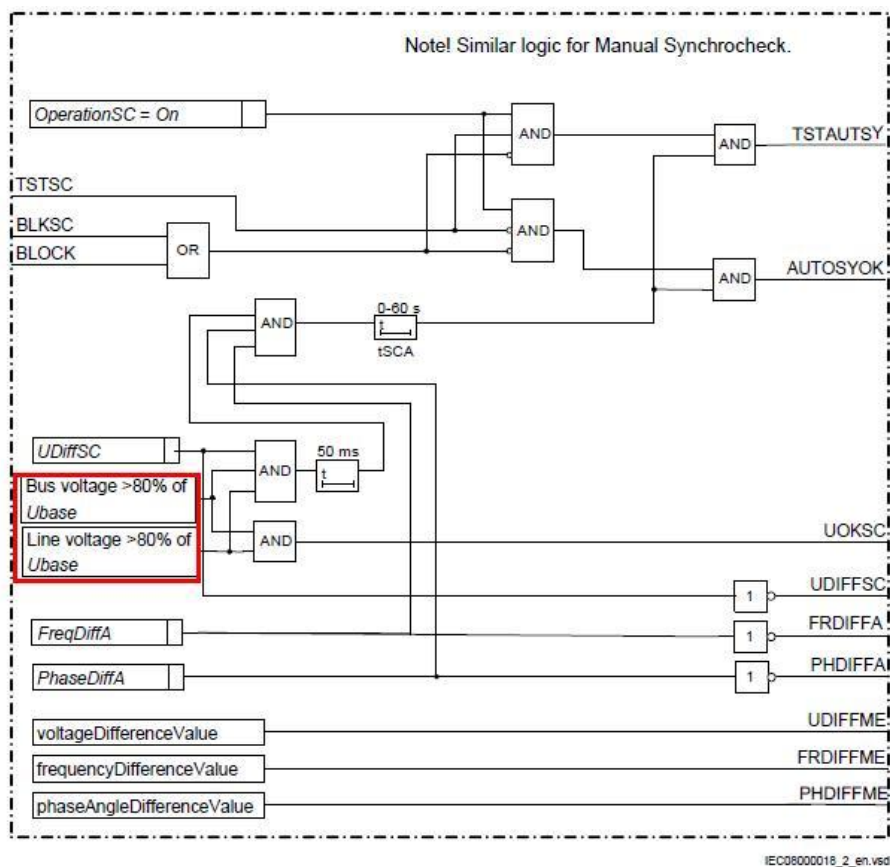 Note! Similar logic for Manual Synchrocheck.
OperationSC = On
AND
AND
TSTAUTSY
TSTSC
BLKSC
BLOCK
OR
AND
AND
AUTOSYOK
AND
0-60 s
t
tSCA
UDiffSC
AND
50 ms
t
Bus voltage >80% of
Ubase
Line voltage >80% of
Ubase
AND
UOKSC
UDIFFSC
1
FreqDiffA
FRDIFFA
1
PhaseDiffA
PHDIFFA
1
voltageDifferenceValue
UDIFFME
frequencyDifferenceValue
FRDIFFME
phaseAngleDifferenceValue
PHDIFFME
IEC06000018_2_en.vsd